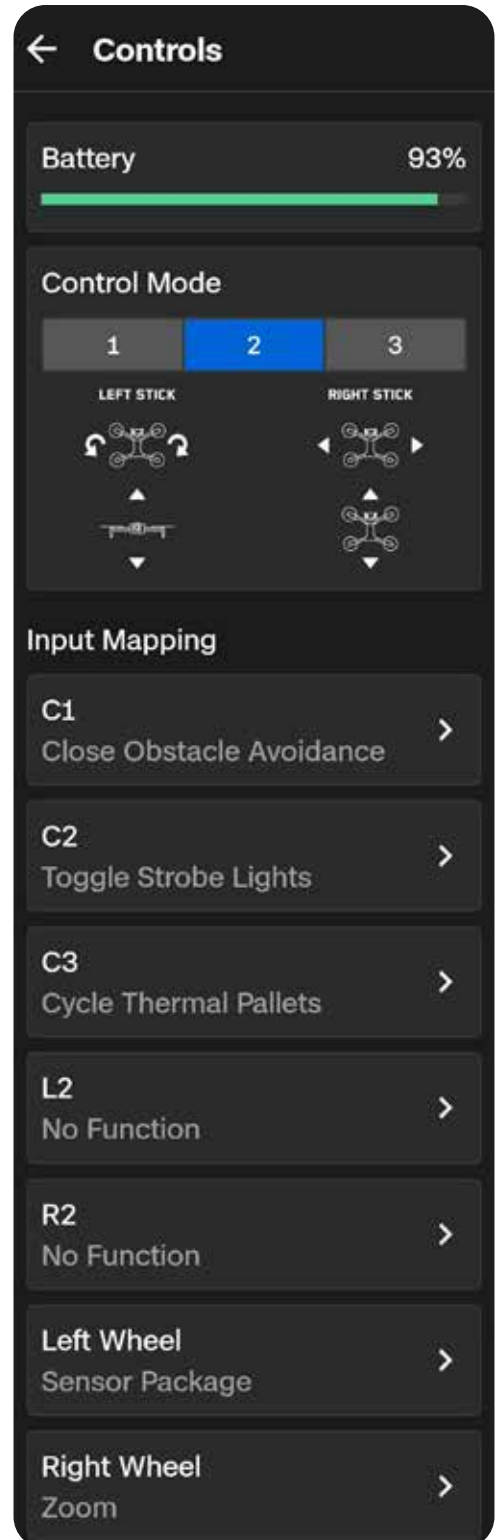 Controls
Battery 93%
Control Mode
1 2 3
LEFT STICK RIGHT STICK
Input Mapping
C1
Close Obstacle Avoidance
C2
Toggle Strobe Lights
C3
Cycle Thermal Pallets
L2
No Function
R2
No Function
Left Wheel
Sensor Package
Right Wheel
Zoom